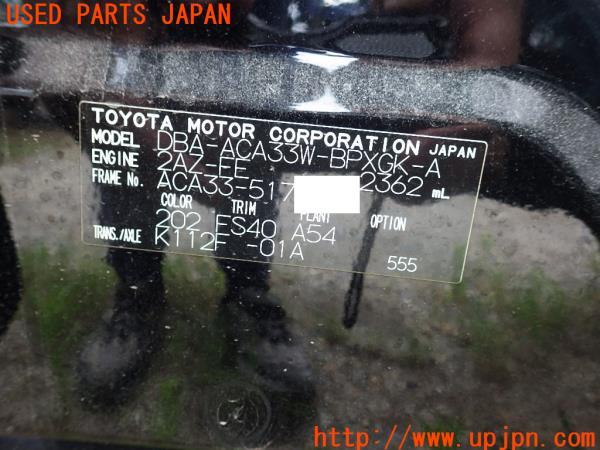 USED PARTS JAPAN
TOYOTA MOTOR CORPORATION JAPAN
MODEL DBA-ACA33W-BPXGK-A
ENGINE 2AZ-FE 2362 mL
FRAME No. ACA33-517
COLOR TRIM PLANT OPTION
202 FS40 A54
TRANS./AXLE K112F -01A
555
http://www.upjpn.com/